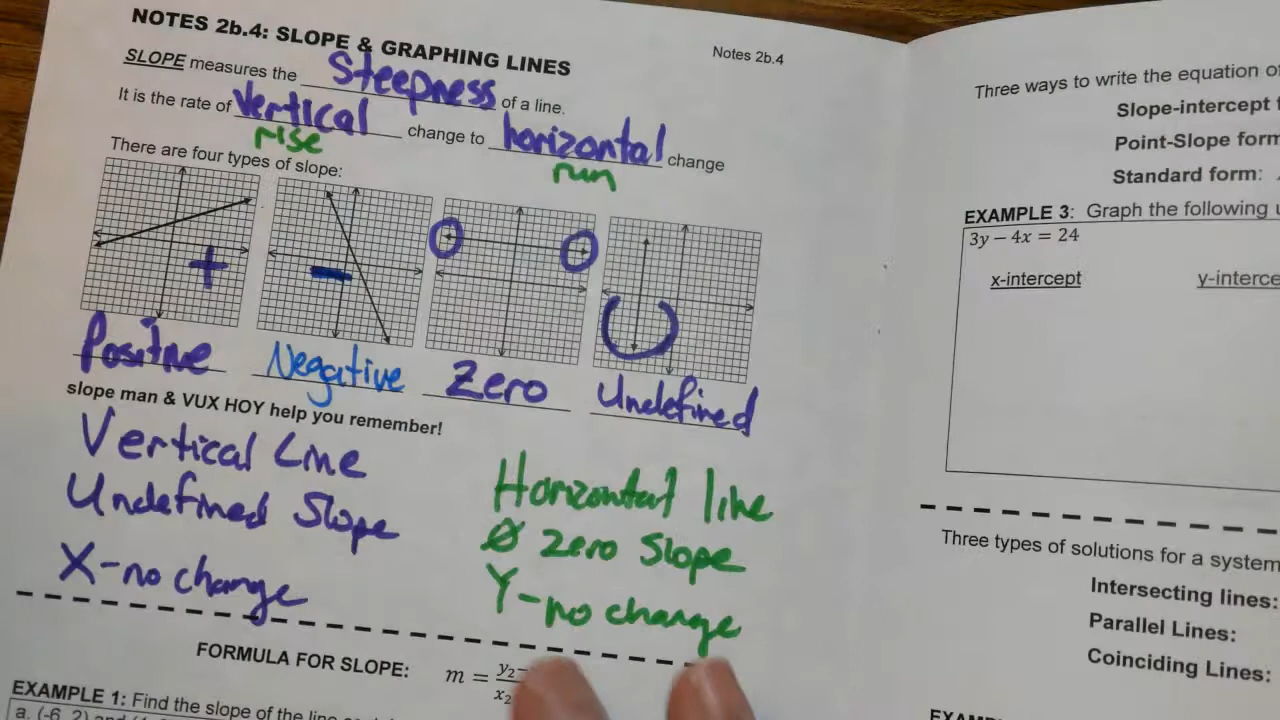 NOTES 2b.4: SLOPE & GRAPHING LINES
Notes 2b.4
SLOPE measures the Steepness of a line.
It is the rate of vertical change to horizontal change
rise
run
There are four types of slope:
+
-
Positive
Negative
Zero
Undefined
slope man & VUX HOY help you remember!
Vertical Line
Undefined Slope
X-no change
Horizontal line
Ø Zero Slope
Y-no change
FORMULA FOR SLOPE: m = y₂-
x₂
EXAMPLE 1: Find the slope of the line
a. (-6, 2) and
Three ways to write the equation of
Slope-intercept
Point-Slope form
Standard form:
EXAMPLE 3: Graph the following
3y – 4x = 24
x-intercept
Three types of solutions for a system
Intersecting lines:
Parallel Lines:
Coinciding Lines: